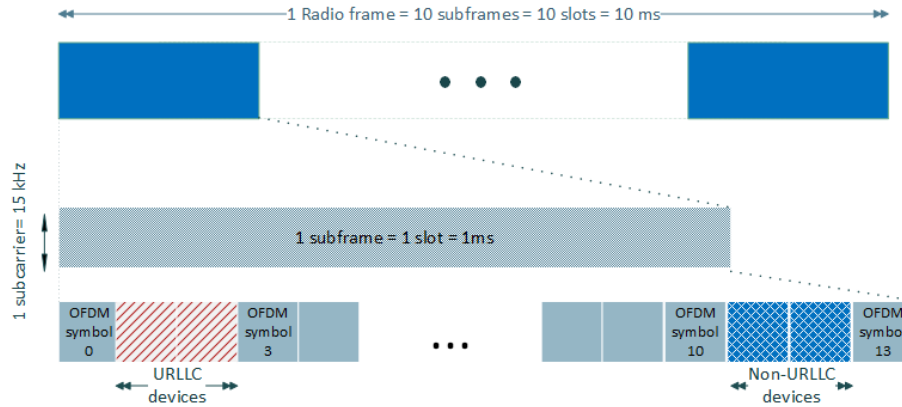 1 Radio frame = 10 subframes = 10 slots = 10 ms
1 subcarrier= 15 kHz
1 subframe = 1 slot = 1ms
OFDM
symbol
0
OFDM
symbol
3
OFDM
symbol
10
OFDM
symbol
13
URLLC
devices
Non-URLLC
devices